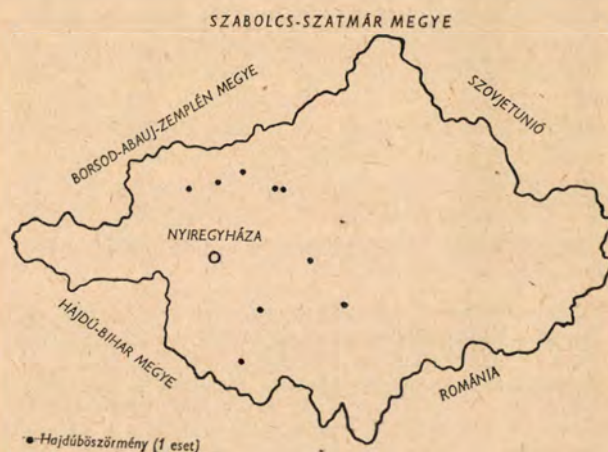 SZABOLCS-SZATMÁR MEGYE
BORSOD-ABAUJ-ZEMPLÉN MEGYE
SZOVJETUNIÓ
NYIREGYHÁZA
HAJDÚ-BIHAR MEGYE
ROMÁNIA
Hajdúböszörmény (1 eset)